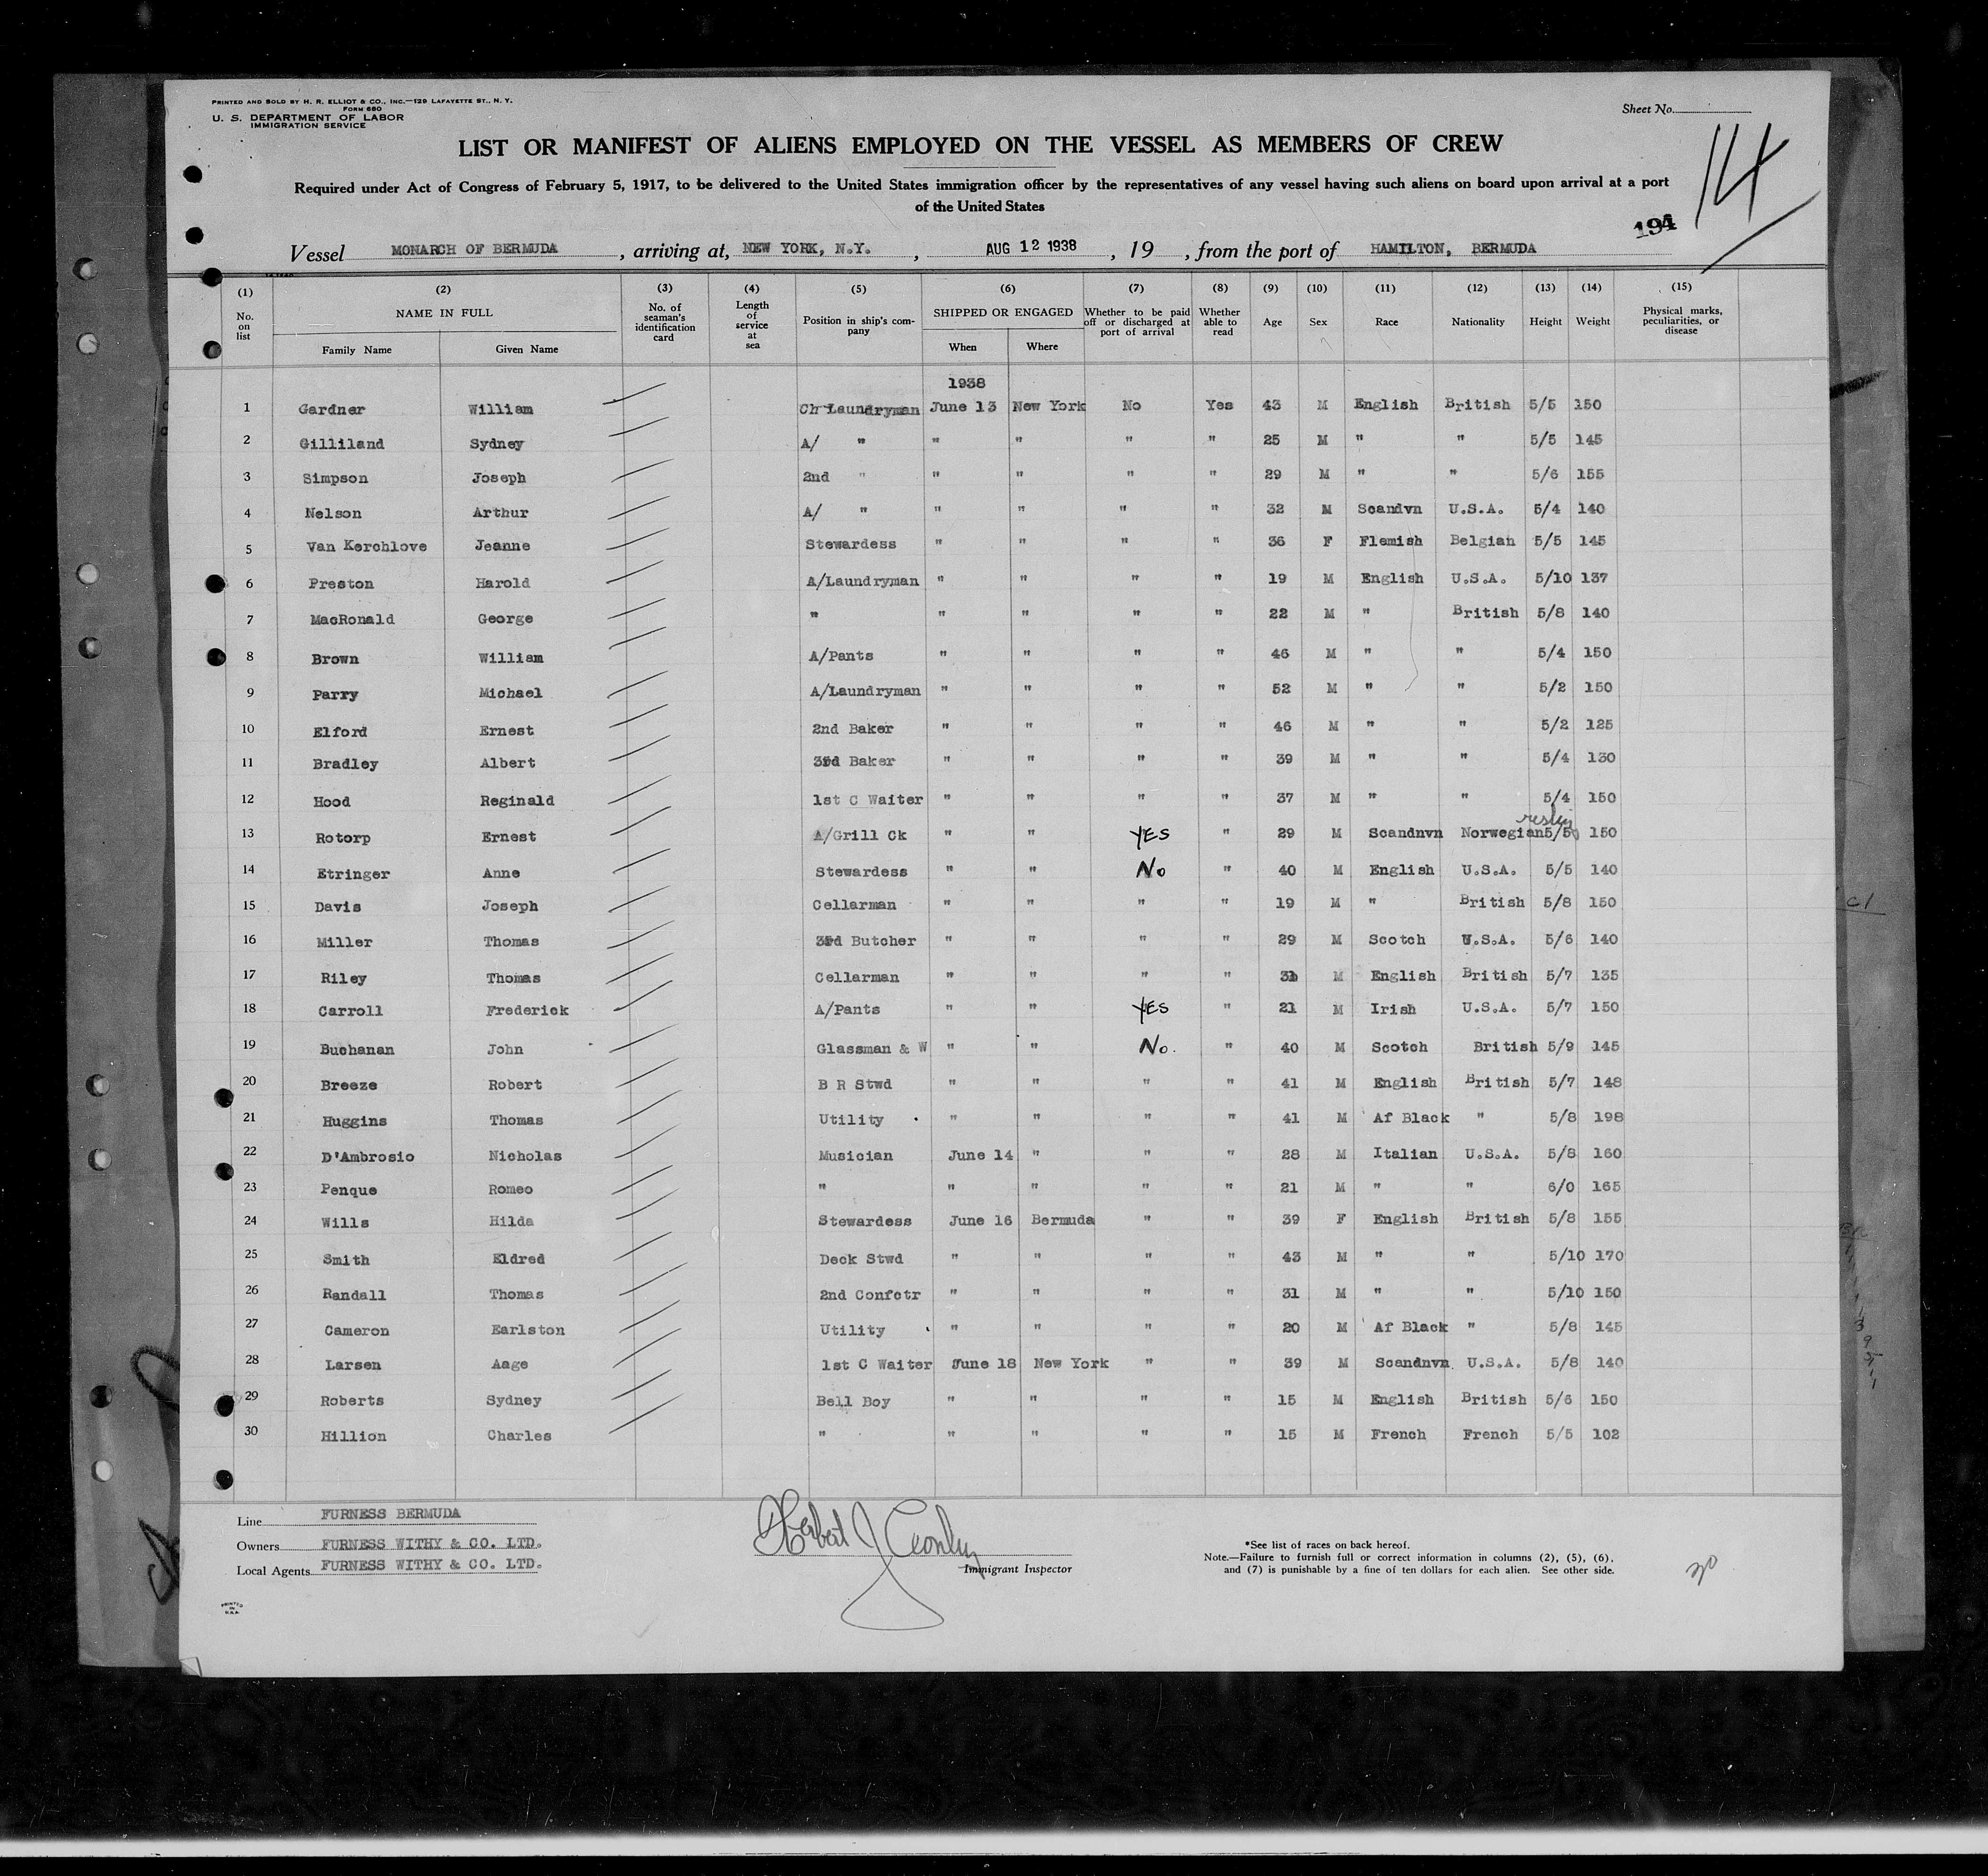 PRINTED AND SOLD BY H. R. ELLIOT & CO., INC.—129 LAFAYETTE ST., N. Y.
FORM 680
U. S. DEPARTMENT OF LABOR
IMMIGRATION SERVICE
Sheet No.
14
LIST OR MANIFEST OF ALIENS EMPLOYED ON THE VESSEL AS MEMBERS OF CREW
Required under Act of Congress of February 5, 1917, to be delivered to the United States immigration officer by the representatives of any vessel having such aliens on board upon arrival at a port
of the United States
194
Vessel MONARCH OF BERMUDA, arriving at, NEW YORK, N.Y., AUG 12 1938, 19 , from the port of HAMILTON, BERMUDA
(1) No. on list (2) NAME IN FULL Family Name Given Name (3) No. of seaman's identification card (4) Length of service at sea (5) Position in ship's company (6) SHIPPED OR ENGAGED When Where (7) Whether to be paid off or discharged at port of arrival (8) Whether able to read (9) Age (10) Sex (11) Race (12) Nationality (13) Height (14) Weight (15) Physical marks, peculiarities, or disease
1938
1 Gardner William Ch Laundryman June 13 New York No Yes 43 M English British 5/5 150
2 Gilliland Sydney A/ " " " " " 25 M " " 5/5 145
3 Simpson Joseph 2nd " " " " " 29 M " " 5/6 155
4 Nelson Arthur A/ " " " " " 32 M Scandvn U.S.A. 5/4 140
5 Van Kerchlove Jeanne Stewardess " " " " 36 F Flemish Belgian 5/5 145
6 Preston Harold A/Laundryman " " " " 19 M English U.S.A. 5/10 137
7 MacRonald George " " " " " 22 M " British 5/8 140
8 Brown William A/Pants " " " " 46 M " " 5/4 150
9 Parry Michael A/Laundryman " " " " 52 M " " 5/2 150
10 Elford Ernest 2nd Baker " " " " 46 M " " 5/2 125
11 Bradley Albert 3rd Baker " " " " 39 M " " 5/4 130
12 Hood Reginald 1st C Waiter " " " " 37 M " " 5/4 150
13 Rotorp Ernest A/Grill Ck " " YES " 29 M Scandnvn Norwegian 5/5 150
14 Etringer Anne Stewardess " " No " 40 M English U.S.A. 5/5 140
15 Davis Joseph Cellarman " " " " 19 M " British 5/8 150
16 Miller Thomas 3rd Butcher " " " " 29 M Scotch U.S.A. 5/6 140
17 Riley Thomas Cellarman " " " " 31 M English British 5/7 135
18 Carroll Frederick A/Pants " " YES " 21 M Irish U.S.A. 5/7 150
19 Buchanan John Glassman & W " " No. " 40 M Scotch British 5/9 145
20 Breeze Robert B R Stwd " " " " 41 M English British 5/7 148
21 Huggins Thomas Utility " " " " 41 M Af Black " 5/8 198
22 D'Ambrosio Nicholas Musician June 14 " " " 28 M Italian U.S.A. 5/8 160
23 Penque Romeo " " " " " 21 M " " 6/0 165
24 Wills Hilda Stewardess June 16 Bermuda " " 39 F English British 5/8 155
25 Smith Eldred Deck Stwd " " " " 43 M " " 5/10 170
26 Randall Thomas 2nd Confctr " " " " 31 M " " 5/10 150
27 Cameron Earlston Utility " " " " 20 M Af Black " 5/8 145
28 Larsen Aage 1st C Waiter June 18 New York " " 39 M Scandnvn U.S.A. 5/8 140
29 Roberts Sydney Bell Boy " " " " 15 M English British 5/6 150
30 Hillion Charles " " " " " 15 M French French 5/5 102
Line FURNESS BERMUDA
Owners FURNESS WITHY & CO. LTD.
Local Agents FURNESS WITHY & CO. LTD.
Herbert J
Immigrant Inspector
*See list of races on back hereof.
Note.—Failure to furnish full or correct information in columns (2), (5), (6),
and (7) is punishable by a fine of ten dollars for each alien. See other side.
30
PRINTED
IN
U.S.A.